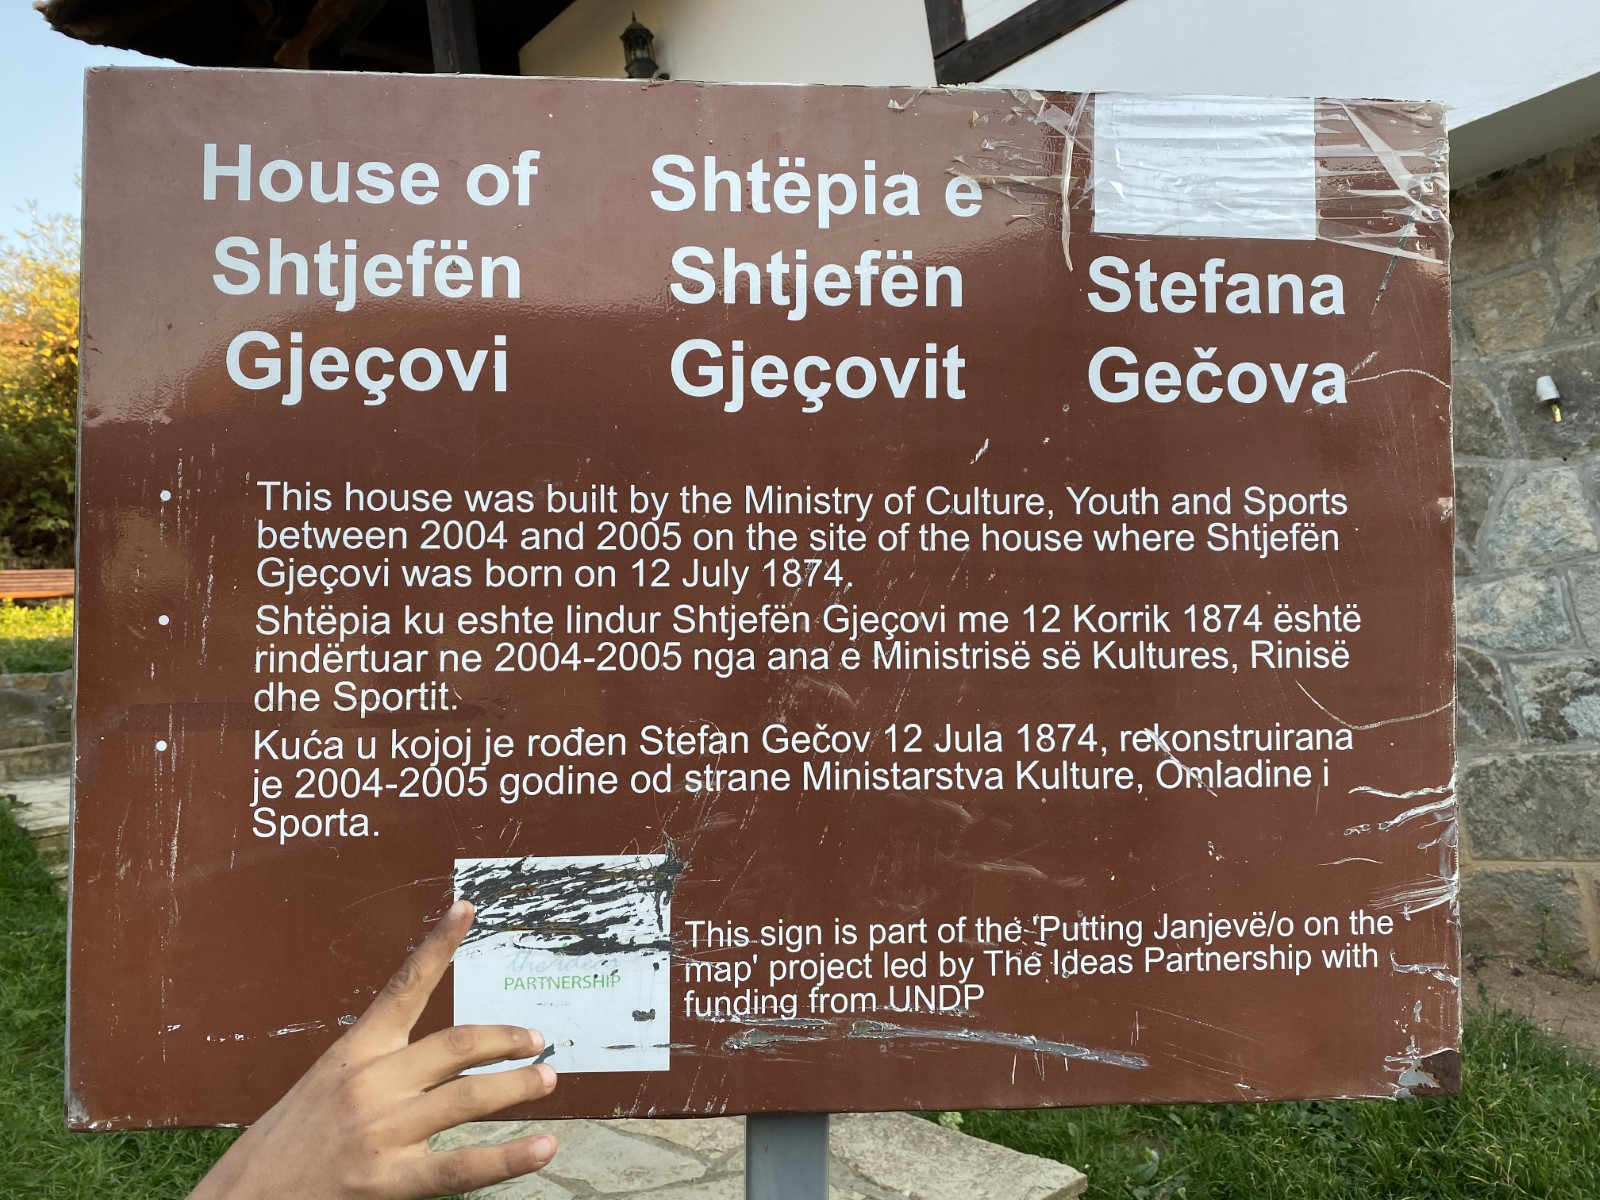 House of
Shtjefën
Gjeçovi
Shtëpia e
Shtjefën
Gjeçovit
Stefana
Gečova
• This house was built by the Ministry of Culture, Youth and Sports
between 2004 and 2005 on the site of the house where Shtjefën
Gjeçovi was born on 12 July 1874.
• Shtëpia ku eshte lindur Shtjefën Gjeçovi me 12 Korrik 1874 është
rindërtuar ne 2004-2005 nga ana e Ministrisë së Kultures, Rinisë
dhe Sportit.
• Kuća u kojoj je rođen Stefan Gečov 12 Jula 1874, rekonstruirana
je 2004-2005 godine od strane Ministarstva Kulture, Omladine i
Sporta.
the ideas
PARTNERSHIP
This sign is part of the 'Putting Janjevë/o on the
map' project led by The Ideas Partnership with
funding from UNDP